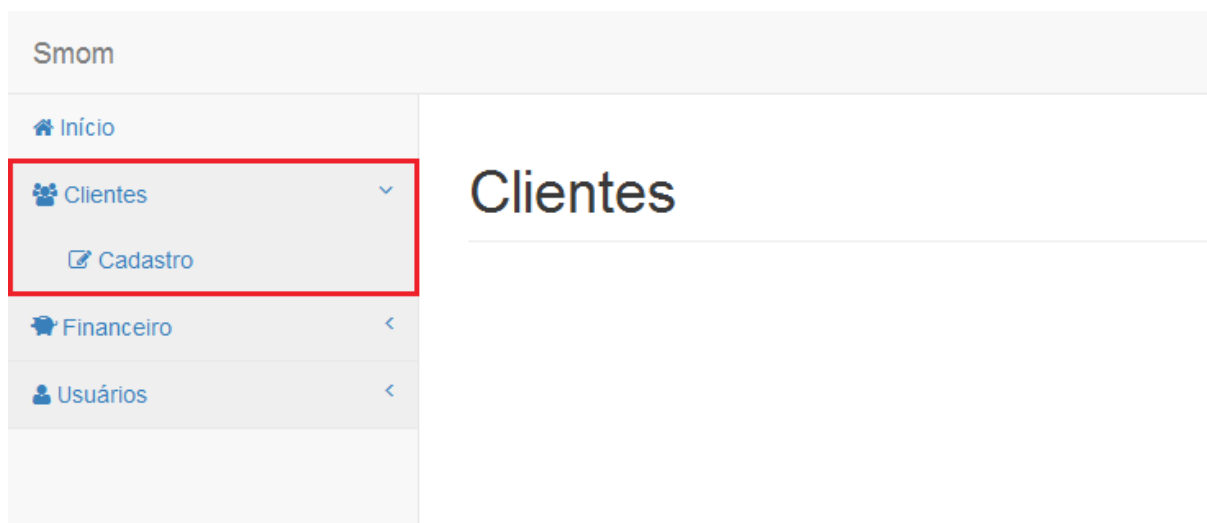 Smom
Início
Clientes
Cadastro
Financeiro
Usuários
Clientes